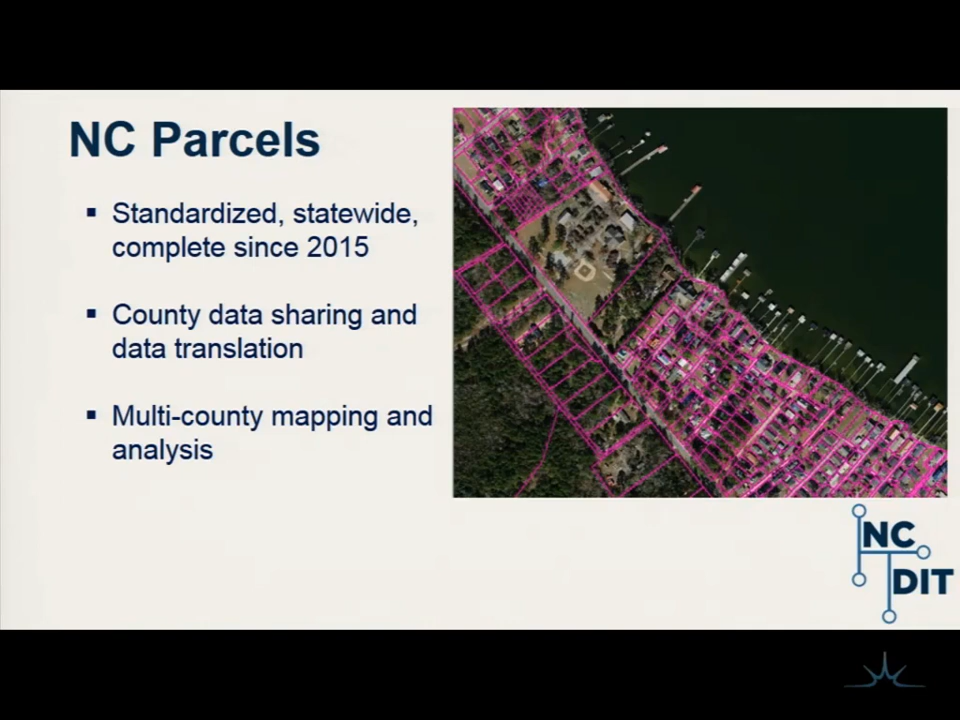 NC Parcels
▪ Standardized, statewide,
complete since 2015
▪ County data sharing and
data translation
▪ Multi-county mapping and
analysis
NC
DIT